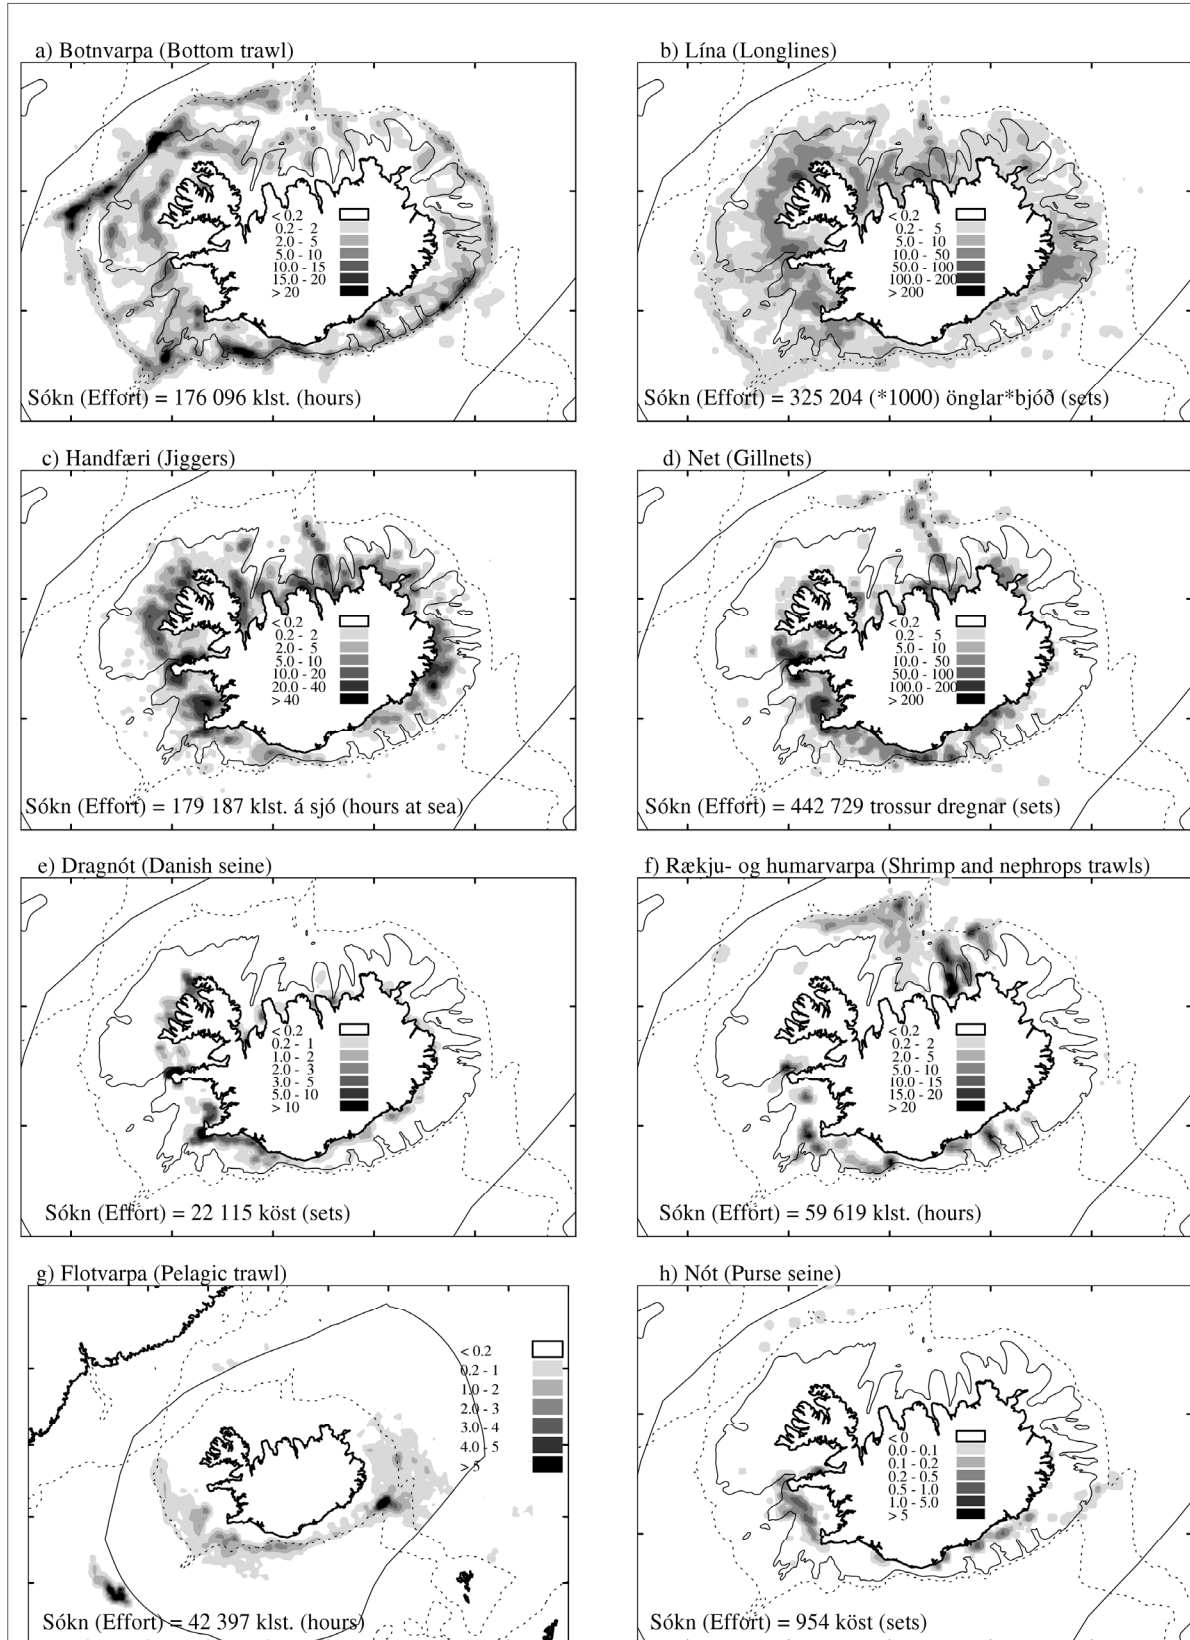 a) Botnvarpa (Bottom trawl)
< 0.2
0.2 - 2
2.0 - 5
5.0 - 10
10.0 - 15
15.0 - 20
> 20
Sókn (Effort) = 176 096 klst. (hours)
b) Lína (Longlines)
< 0.2
0.2 - 5
5.0 - 10
10.0 - 50
50.0 - 100
100.0 - 200
> 200
Sókn (Effort) = 325 204 (*1000) önglar*bjóð (sets)
c) Handfæri (Jiggers)
< 0.2
0.2 - 2
2.0 - 5
5.0 - 10
10.0 - 20
20.0 - 40
> 40
Sókn (Effort) = 179 187 klst. á sjó (hours at sea)
d) Net (Gillnets)
< 0.2
0.2 - 5
5.0 - 10
10.0 - 50
50.0 - 100
100.0 - 200
> 200
Sókn (Effort) = 442 729 trossur dregnar (sets)
e) Dragnót (Danish seine)
< 0.2
0.2 - 1
1.0 - 2
2.0 - 3
3.0 - 5
5.0 - 10
> 10
Sókn (Effort) = 22 115 köst (sets)
f) Rækju- og humarvarpa (Shrimp and nephrops trawls)
< 0.2
0.2 - 2
2.0 - 5
5.0 - 10
10.0 - 15
15.0 - 20
> 20
Sókn (Effort) = 59 619 klst. (hours)
g) Flotvarpa (Pelagic trawl)
< 0.2
0.2 - 1
1.0 - 2
2.0 - 3
3.0 - 4
4.0 - 5
> 5
Sókn (Effort) = 42 397 klst. (hours)
h) Nót (Purse seine)
< 0
0.0 - 0.1
0.1 - 0.2
0.2 - 0.5
0.5 - 1.0
1.0 - 5.0
> 5
Sókn (Effort) = 954 köst (sets)